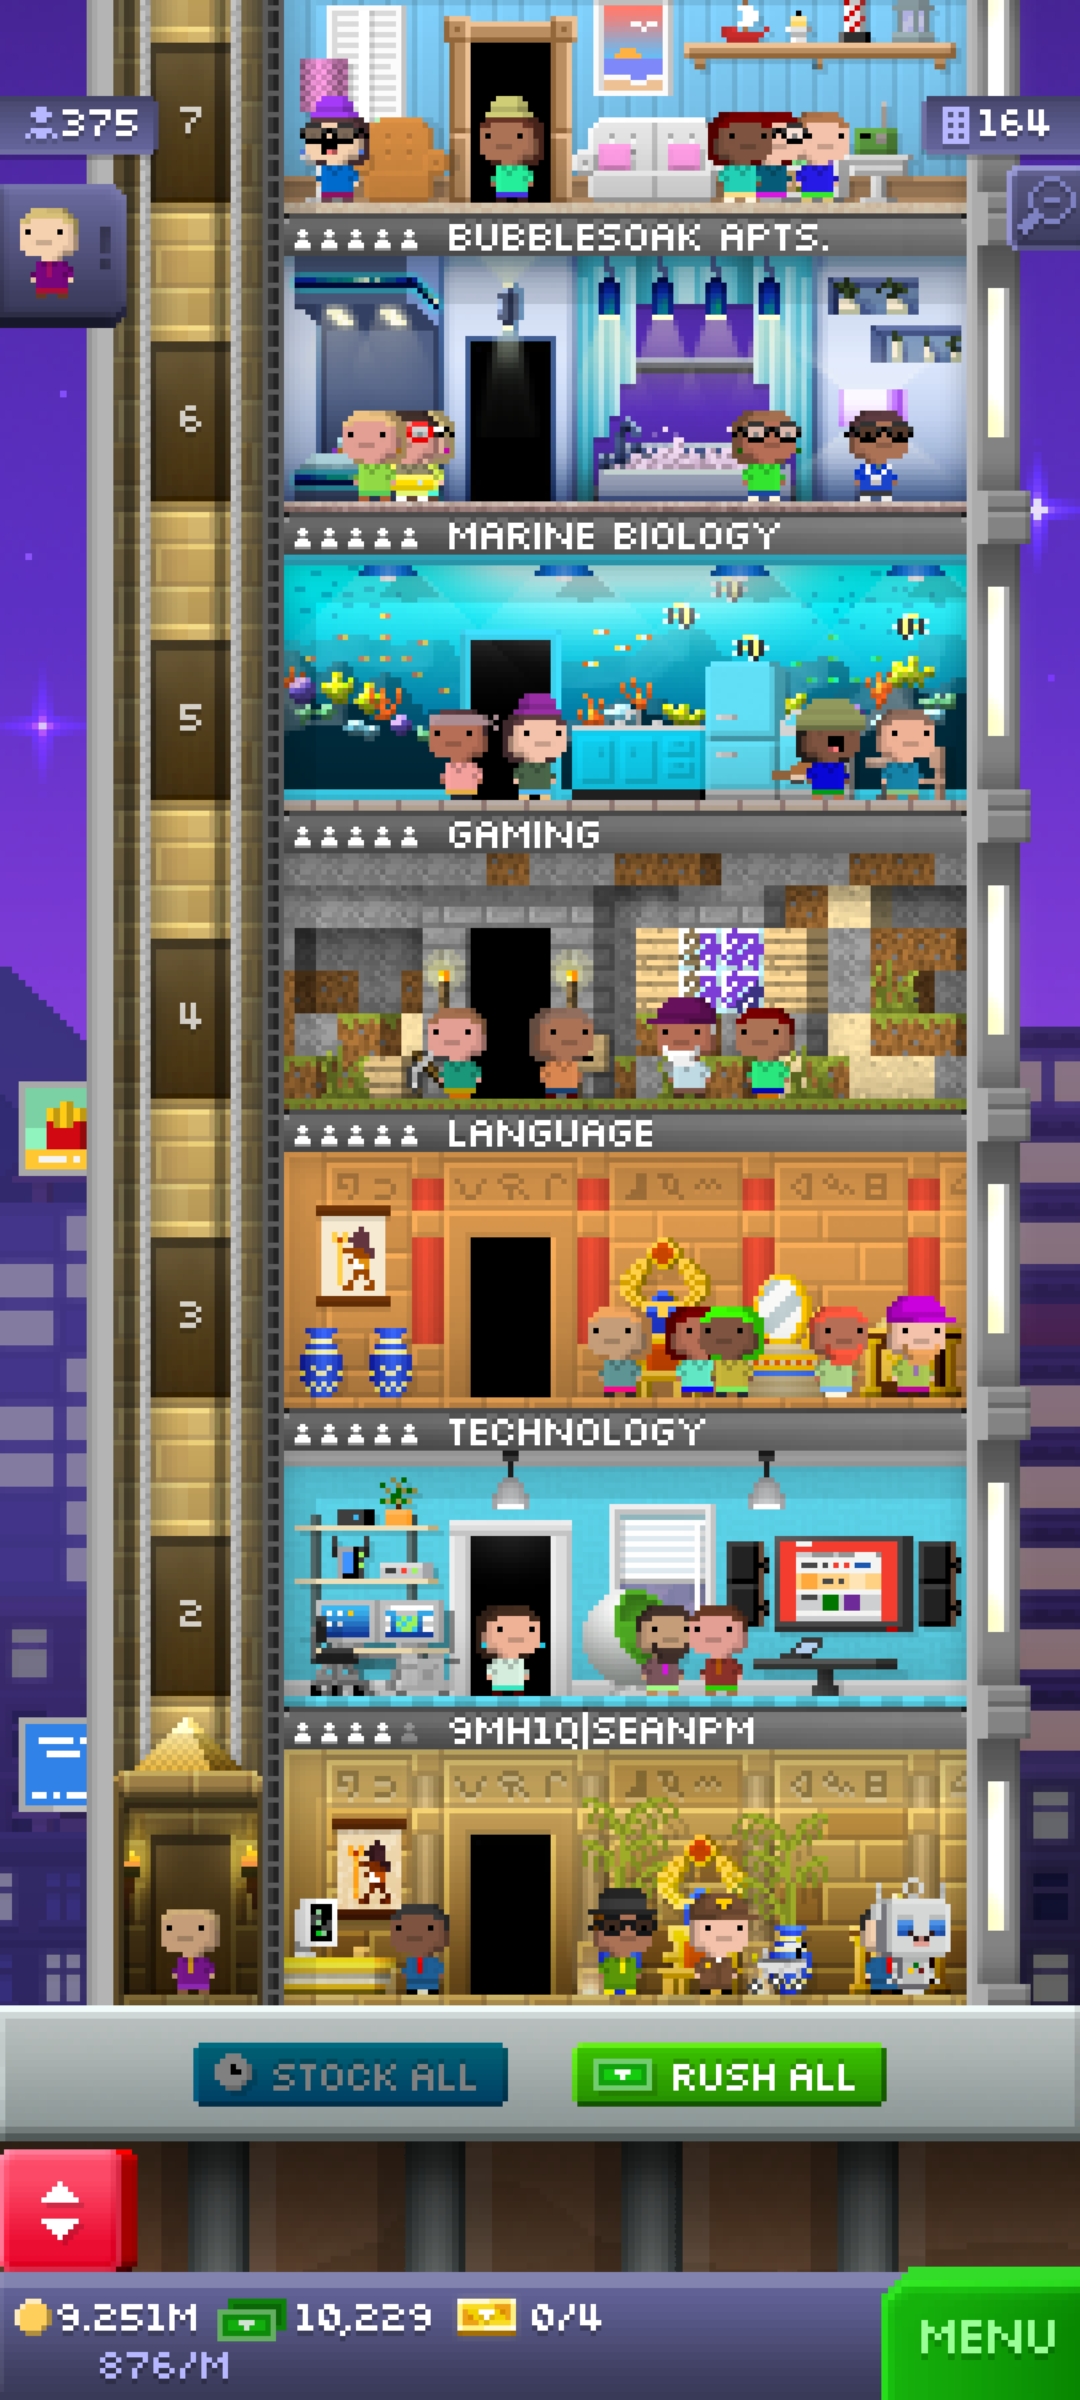 375
7
164
BUBBLESOAK APTS.
6
MARINE BIOLOGY
5
GAMING
4
LANGUAGE
3
TECHNOLOGY
2
9MH1Q|SEANPM
STOCK ALL
RUSH ALL
9.251M
10,229
0/4
876/M
MENU